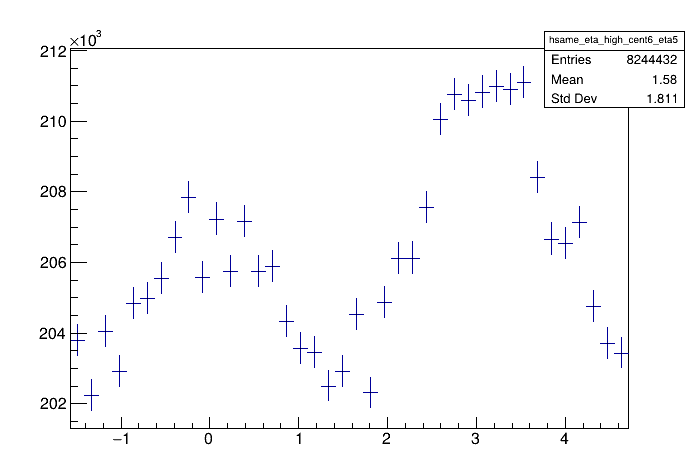 ×10³
hsame_eta_high_cent6_eta5
Entries 8244432
Mean 1.58
Std Dev 1.811
212
210
208
206
204
202
−1 0 1 2 3 4